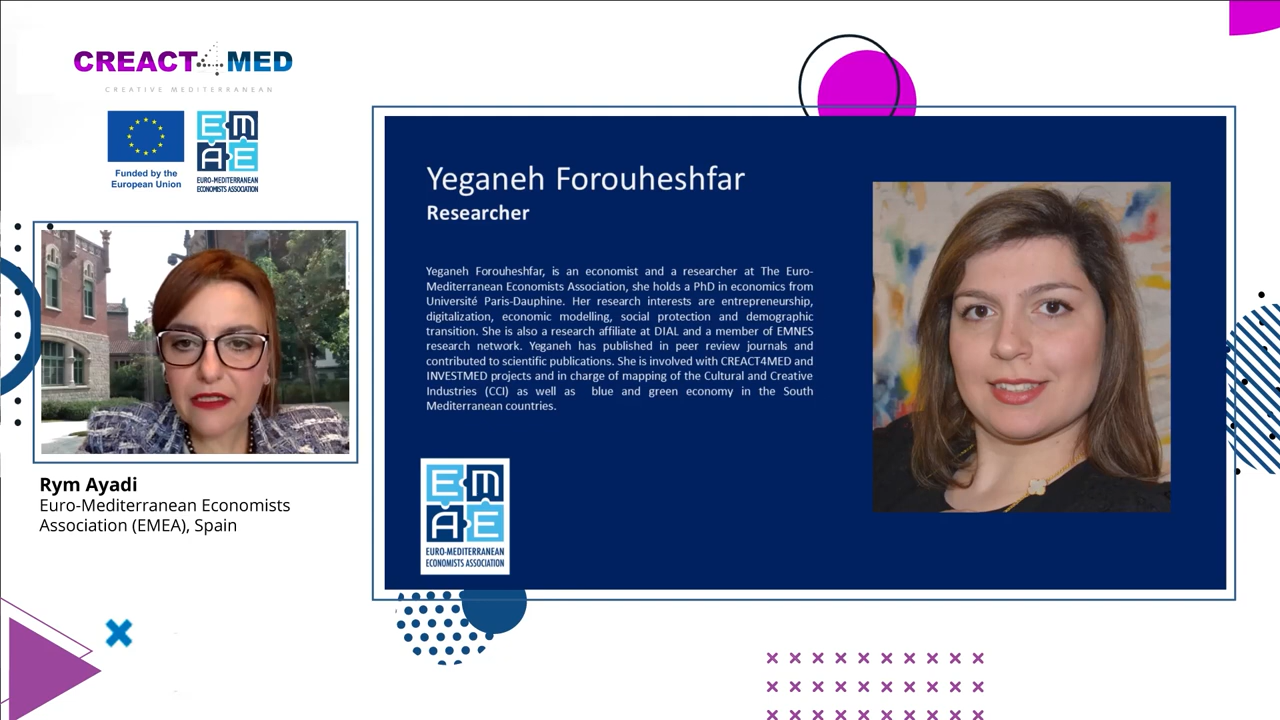 CREACT4MED
CREATIVE MEDITERRANEAN
Funded by the
European Union
EMAE
EURO-MEDITERRANEAN
ECONOMISTS ASSOCIATION
Rym Ayadi
Euro-Mediterranean Economists
Association (EMEA), Spain
Yeganeh Forouheshfar
Researcher
Yeganeh Forouheshfar, is an economist and a researcher at The Euro-
Mediterranean Economists Association, she holds a PhD in economics from
Université Paris-Dauphine. Her research interests are entrepreneurship,
digitalization, economic modelling, social protection and demographic
transition. She is also a research affiliate at DIAL and a member of EMNES
research network. Yeganeh has published in peer review journals and
contributed to scientific publications. She is involved with CREACT4MED and
INVESTMED projects and in charge of mapping of the Cultural and Creative
Industries (CCI) as well as blue and green economy in the South
Mediterranean countries.
EM
AE
EURO-MEDITERRANEAN
ECONOMISTS ASSOCIATION